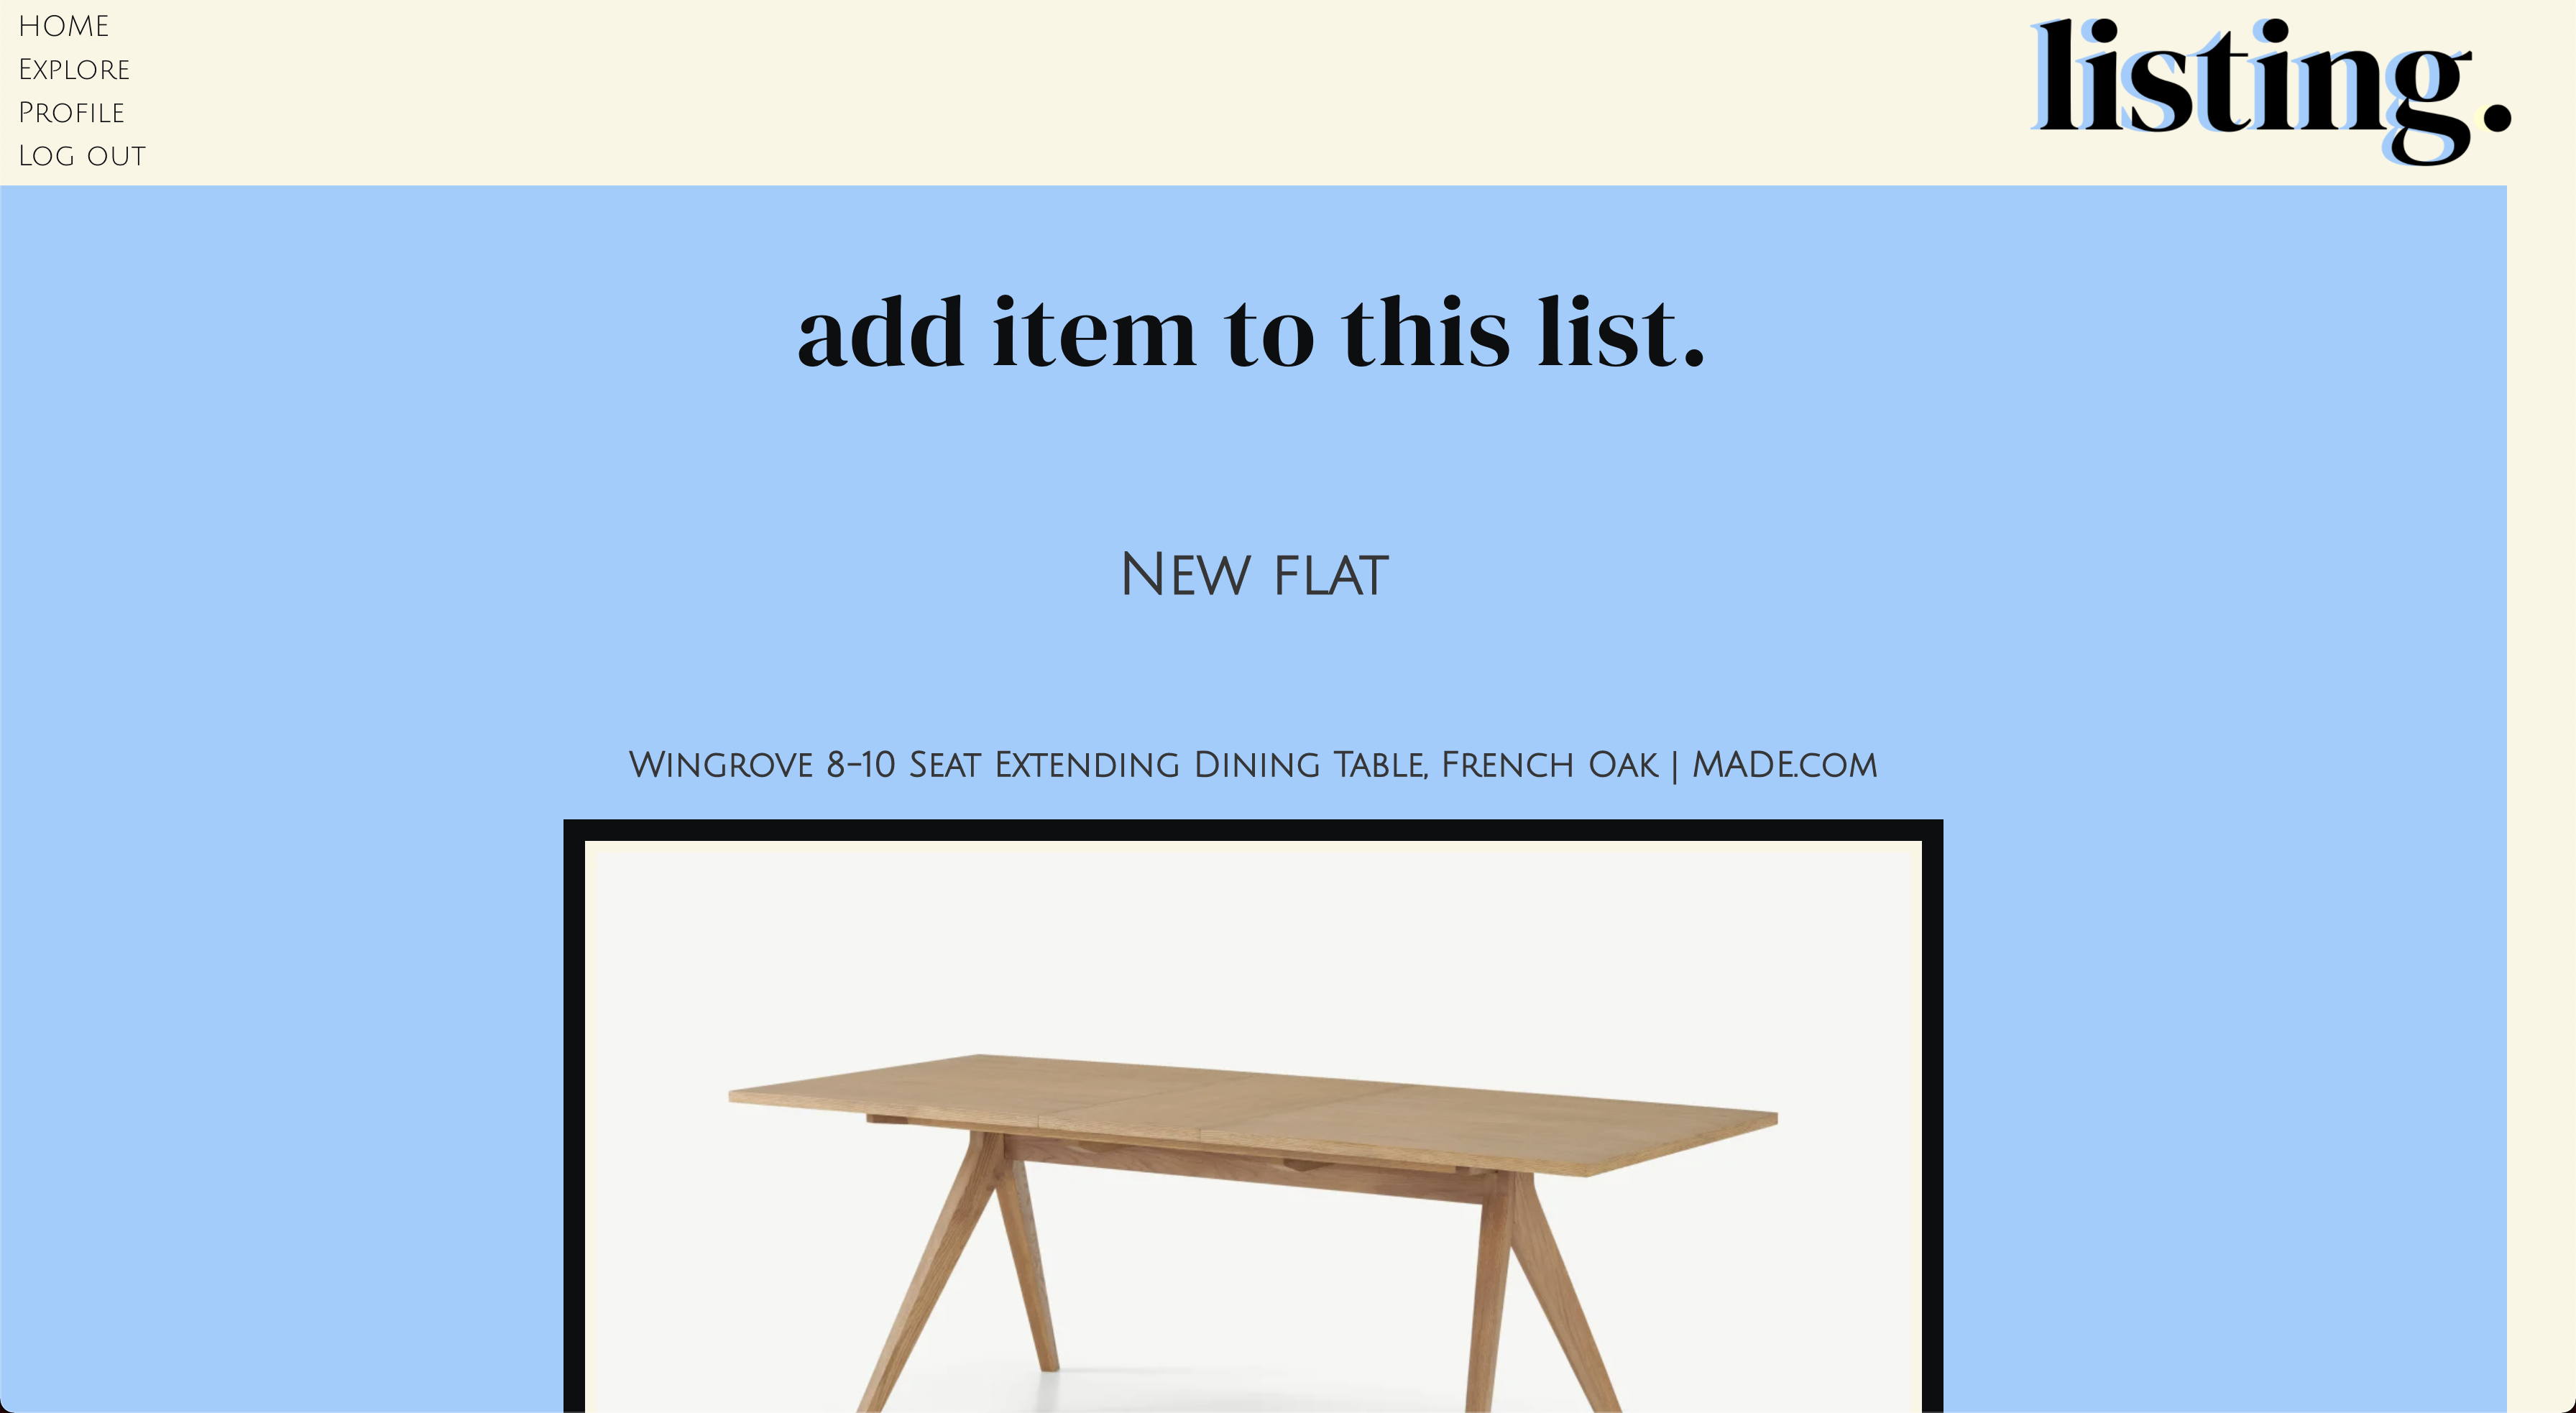 HOME
EXPLORE
PROFILE
LOG OUT
listing.
add item to this list.
NEW FLAT
WINGROVE 8-10 SEAT EXTENDING DINING TABLE, FRENCH OAK | MADE.COM